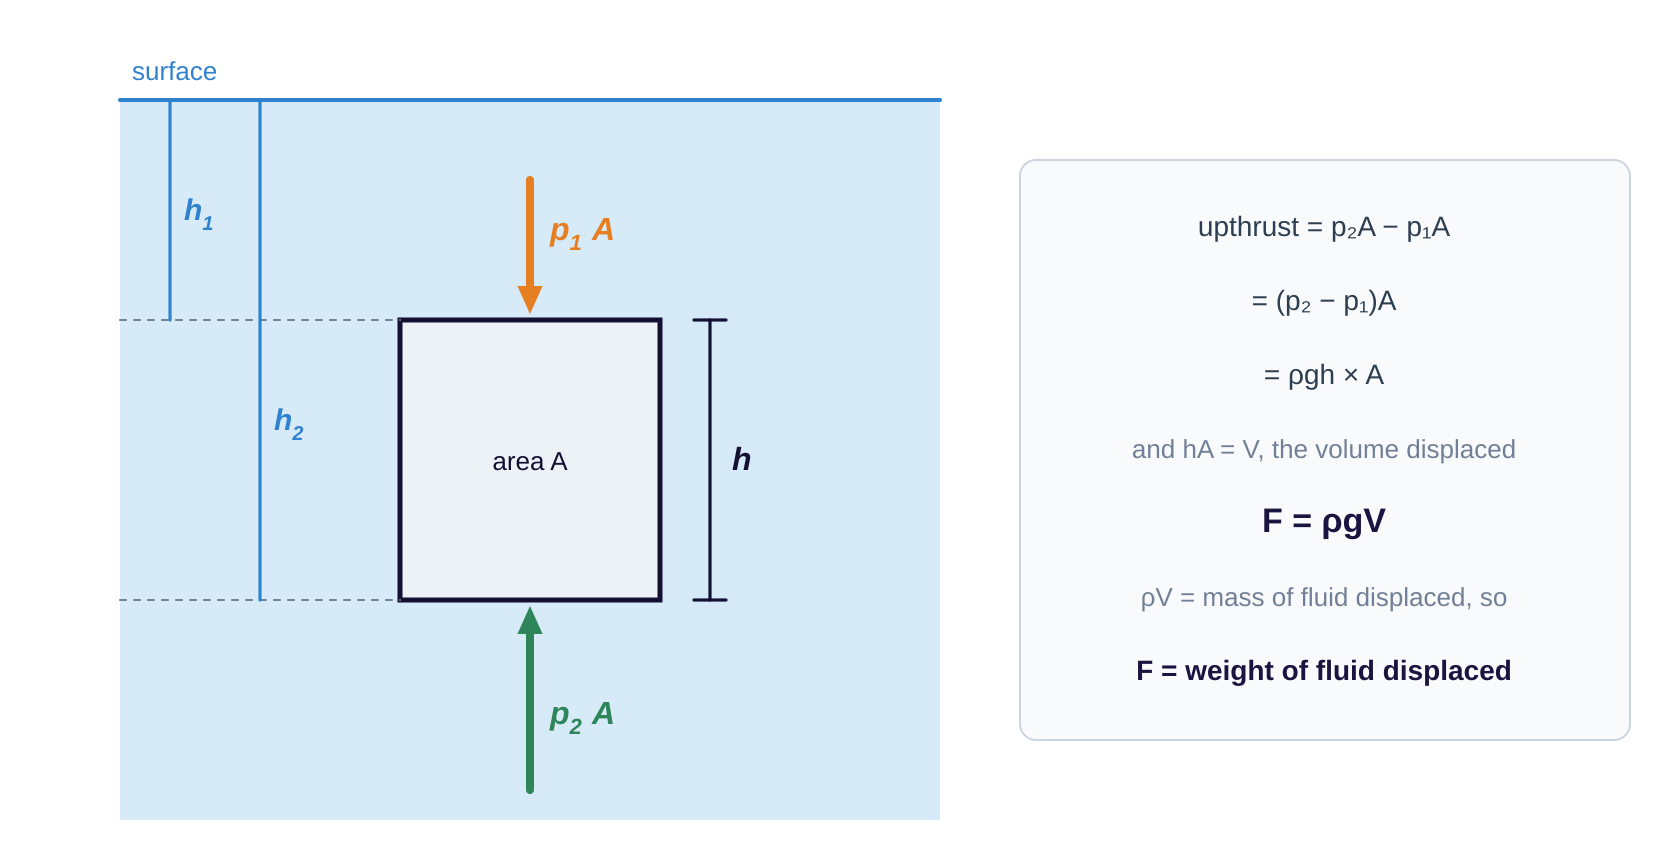 surface
h₁
p₁ A
h₂
area A
h
p₂ A
upthrust = p₂A − p₁A
= (p₂ − p₁)A
= ρgh × A
and hA = V, the volume displaced
F = ρgV
ρV = mass of fluid displaced, so
F = weight of fluid displaced